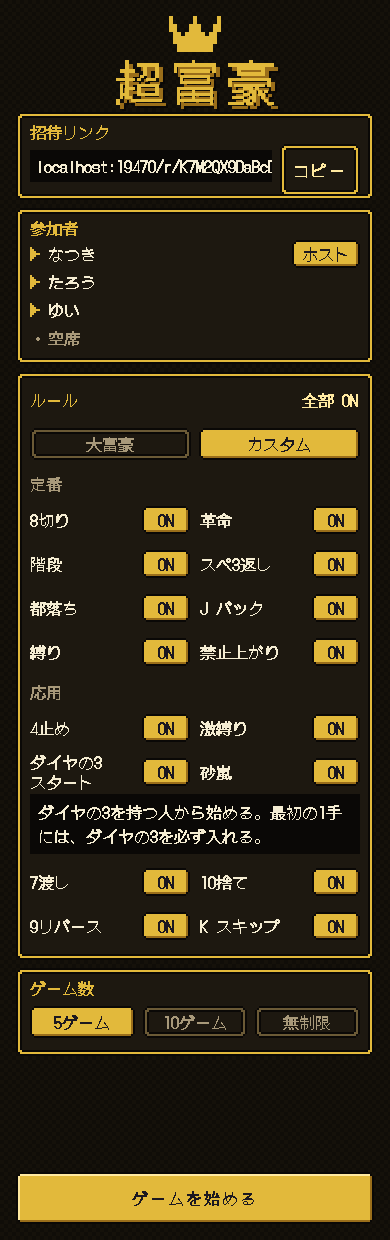 超富豪
招待リンク
localhost:19470/r/K7M2QX9DaBcD
コピー
参加者
なつき ホスト
たろう
ゆい
・空席
ルール 全部 ON
大富豪 カスタム
定番
8切り ON 革命 ON
階段 ON スペ3返し ON
都落ち ON J バック ON
縛り ON 禁止上がり ON
応用
4止め ON 激縛り ON
ダイヤの3
スタート ON 砂嵐 ON
ダイヤの3を持つ人から始める。最初の1手
には、ダイヤの3を必ず入れる。
7渡し ON 10捨て ON
9リバース ON K スキップ ON
ゲーム数
5ゲーム 10ゲーム 無制限
ゲームを始める